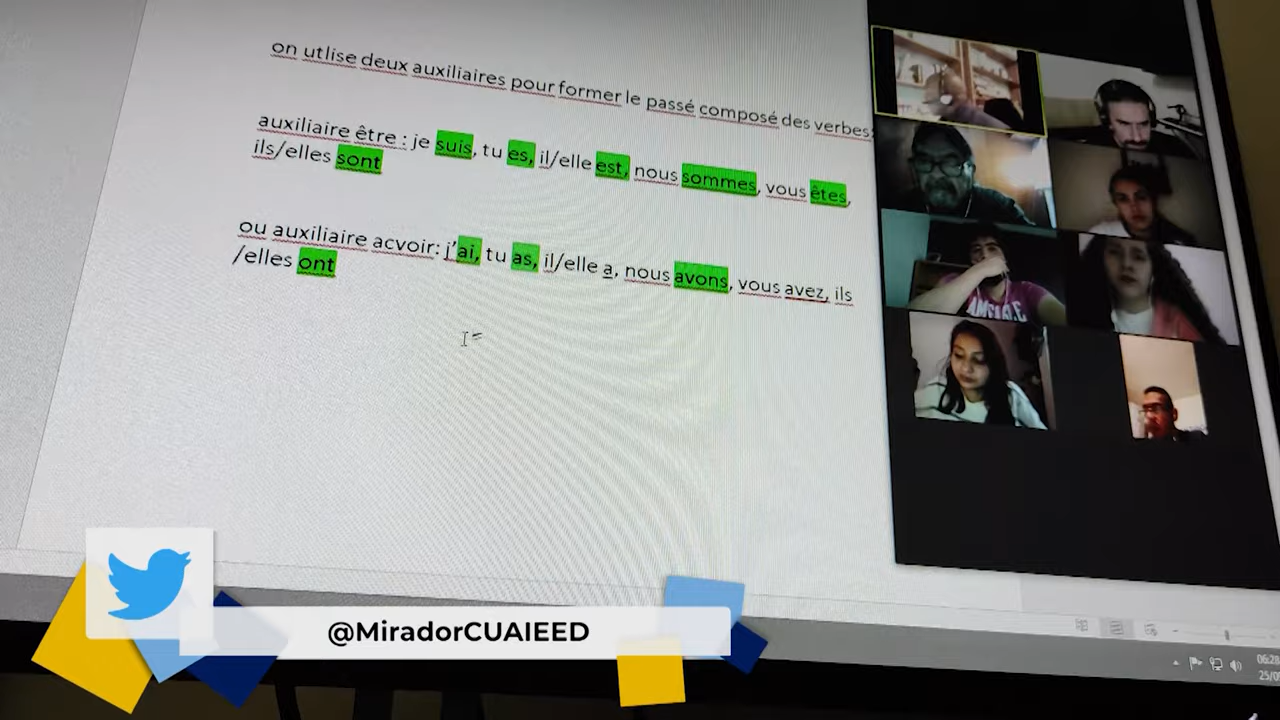 on utlise deux auxiliaires pour former le passé composé des verbes:
auxiliaire être : je suis, tu es, il/elle est, nous sommes, vous êtes,
ils/elles sont
ou auxiliaire acvoir: j'ai, tu as, il/elle a, nous avons, vous avez, ils
/elles ont
@MiradorCUAIEED